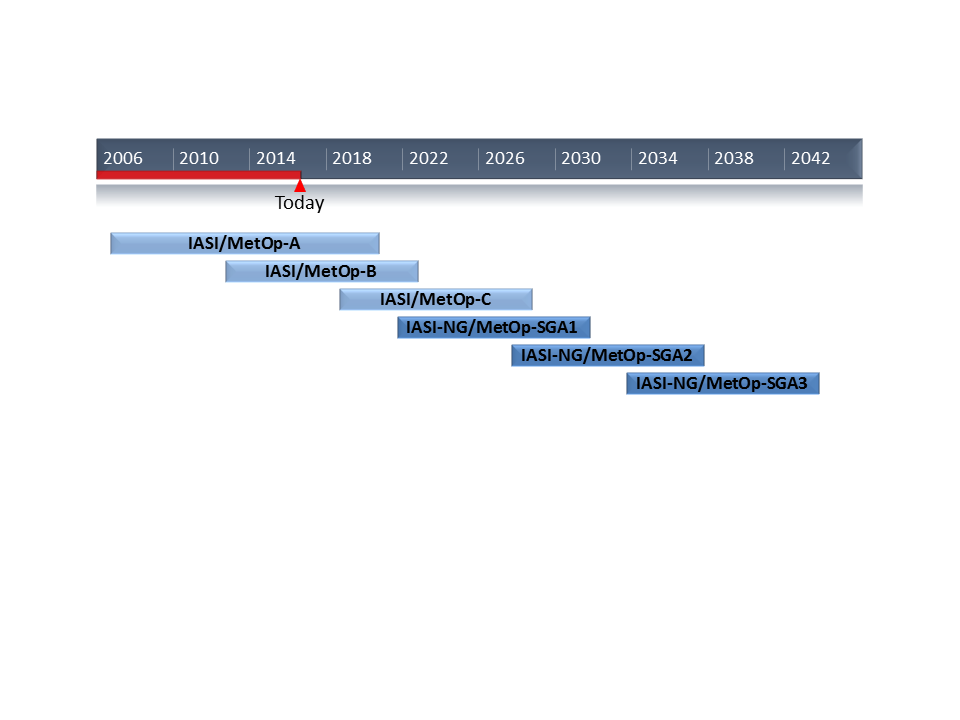 2006 2010 2014 2018 2022 2026 2030 2034 2038 2042
Today
IASI/MetOp-A
IASI/MetOp-B
IASI/MetOp-C
IASI-NG/MetOp-SGA1
IASI-NG/MetOp-SGA2
IASI-NG/MetOp-SGA3